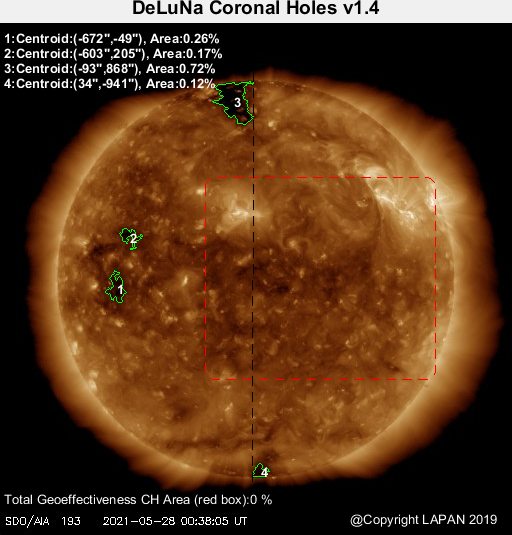 DeLuNa Coronal Holes v1.4
1:Centroid:(-672",-49"), Area:0.26%
2:Centroid:(-603",205"), Area:0.17%
3:Centroid:(-93",868"), Area:0.72%
4:Centroid:(34",-941"), Area:0.12%
3
2
1
4
Total Geoeffectiveness CH Area (red box):0 %
SDO/AIA 193 2021-05-28 00:38:05 UT
@Copyright LAPAN 2019